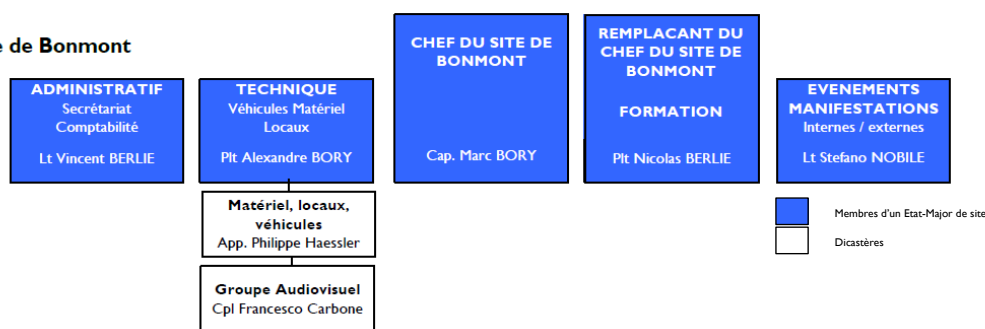 e de Bonmont
ADMINISTRATIF
Secrétariat
Comptabilité
Lt Vincent BERLIE
TECHNIQUE
Véhicules Matériel
Locaux
Plt Alexandre BORY
CHEF DU SITE DE
BONMONT
Cap. Marc BORY
REMPLACANT DU
CHEF DU SITE DE
BONMONT
FORMATION
Plt Nicolas BERLIE
EVENEMENTS
MANIFESTATIONS
Internes / externes
Lt Stefano NOBILE
Matériel, locaux,
véhicules
App. Philippe Haessler
Groupe Audiovisuel
Cpl Francesco Carbone
Membres d'un Etat-Major de site
Dicastères